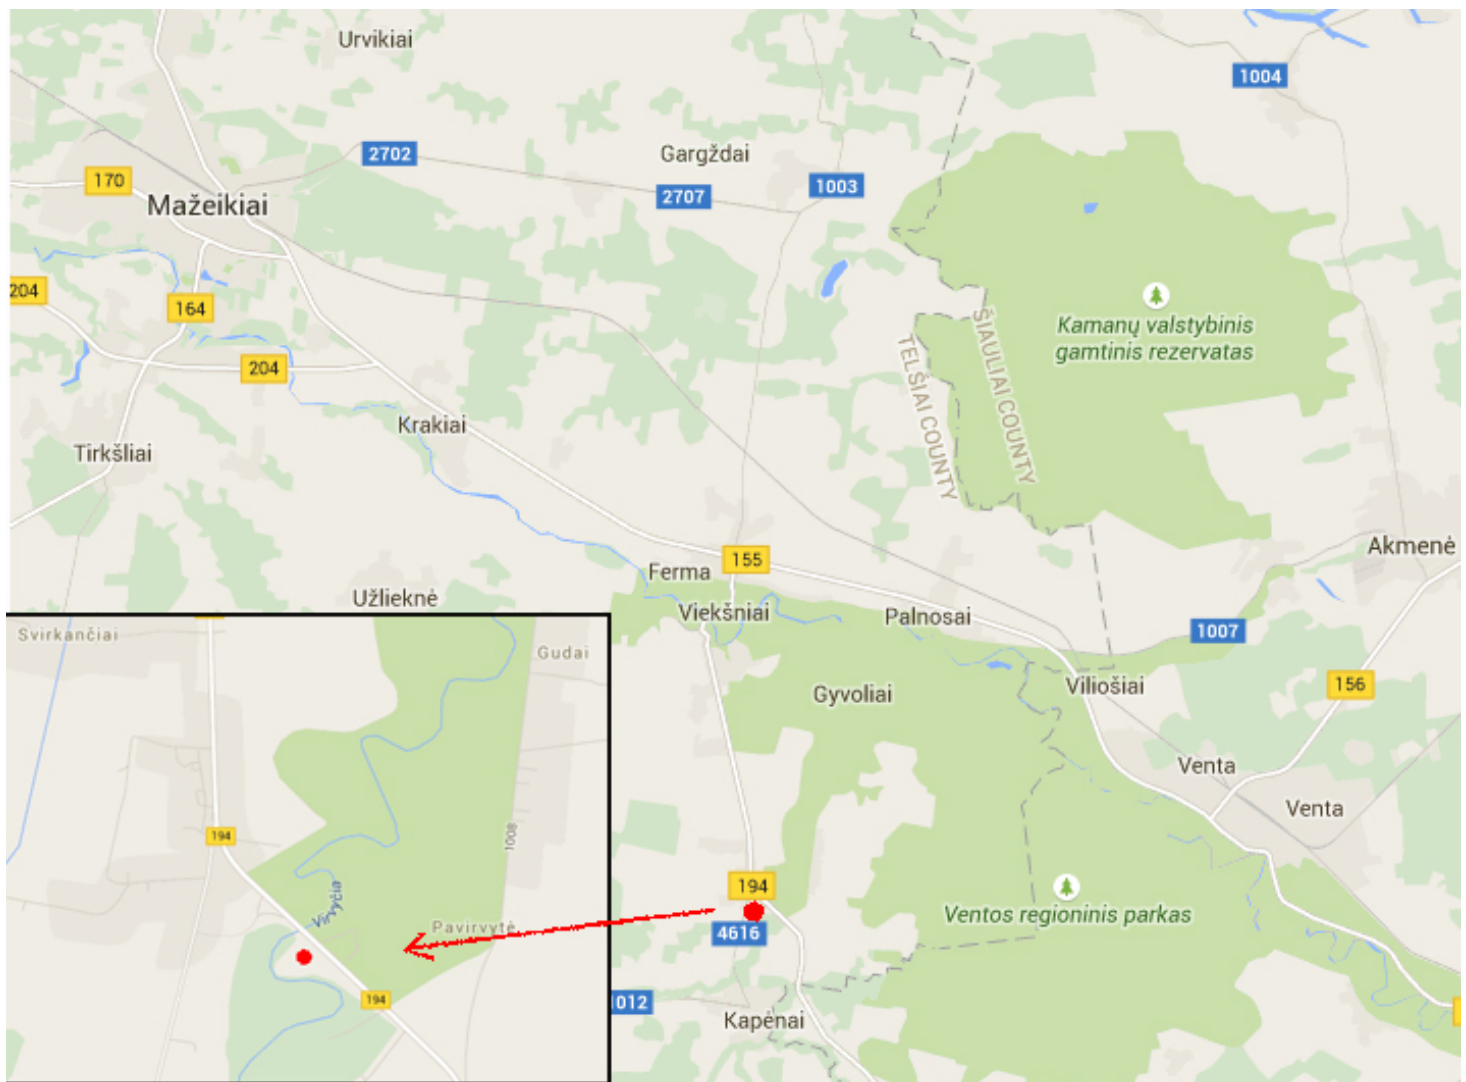 Urvikiai
1004
2702
Gargždai
170
2707
1003
Mažeikiai
204
164
Kamanų valstybinis
gamtinis rezervatas
TELŠIAI COUNTY
ŠIAULIAI COUNTY
204
Krakiai
Tirkšliai
Akmenė
155
Ferma
Užlieknė
Viekšniai
Palnosai
1007
Svirkančiai
Gudai
Gyvoliai
Viliošiai
156
Venta
Venta
194
1008
Virvyčia
194
Ventos regioninis parkas
Pavirvytė
4616
194
1012
Kapėnai